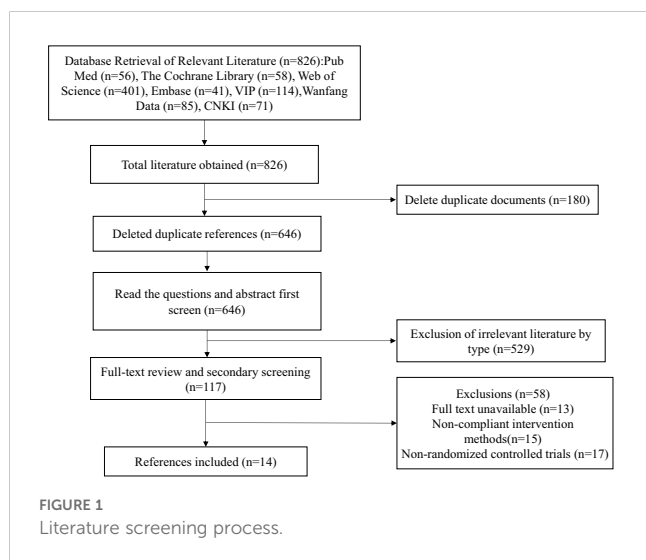 Database Retrieval of Relevant Literature (n=826):Pub
Med (n=56), The Cochrane Library (n=58), Web of
Science (n=401), Embase (n=41), VIP (n=114),Wanfang
Data (n=85), CNKI (n=71)
Total literature obtained (n=826)
Delete duplicate documents (n=180)
Deleted duplicate references (n=646)
Read the questions and abstract first
screen (n=646)
Exclusion of irrelevant literature by
type (n=529)
Full-text review and secondary screening
(n=117)
Exclusions (n=58)
Full text unavailable (n=13)
Non-compliant intervention
methods(n=15)
Non-randomized controlled trials (n=17)
References included (n=14)
FIGURE 1
Literature screening process.